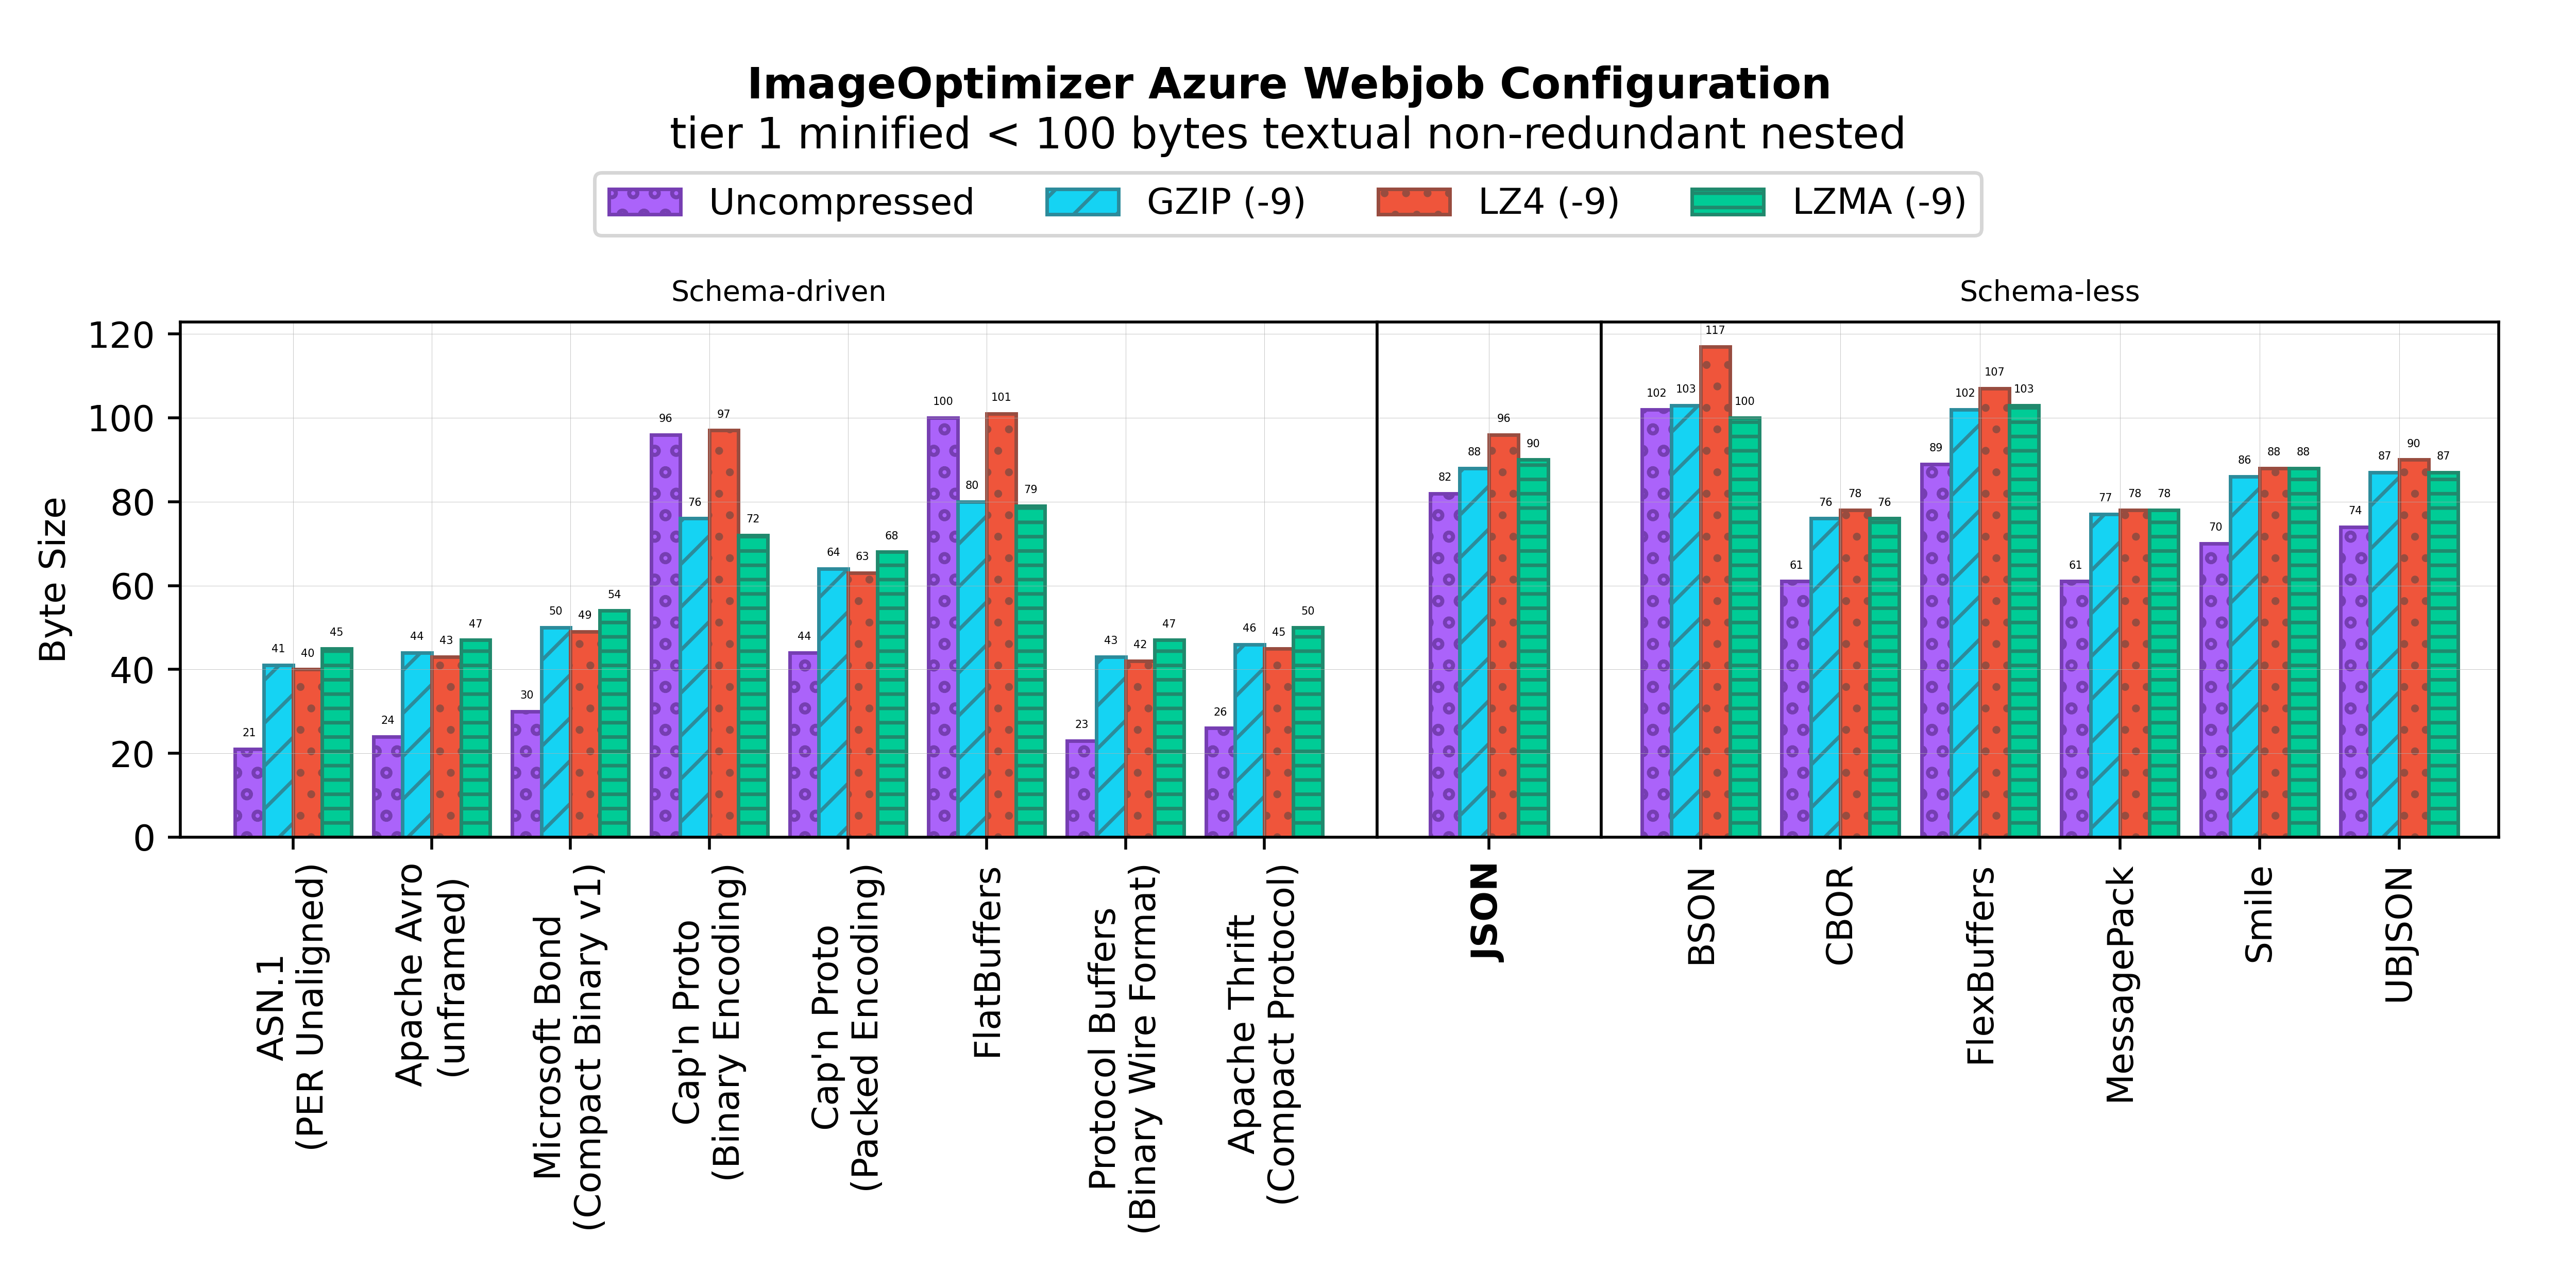 ImageOptimizer Azure Webjob Configuration
tier 1 minified < 100 bytes textual non-redundant nested
Uncompressed GZIP (-9) LZ4 (-9) LZMA (-9)
Schema-driven
Schema-less
Byte Size
120
100
80
60
40
20
0
21 41 40 45
24 44 43 47
30 50 49 54
96 76 97 72
44 64 63 68
100 80 101 79
23 43 42 47
26 46 45 50
82 88 96 90
102 103 117 100
61 76 78 76
89 102 107 103
61 77 78 78
70 86 88 88
74 87 90 87
ASN.1
(PER Unaligned)
Apache Avro
(unframed)
Microsoft Bond
(Compact Binary v1)
Cap'n Proto
(Binary Encoding)
Cap'n Proto
(Packed Encoding)
FlatBuffers
Protocol Buffers
(Binary Wire Format)
Apache Thrift
(Compact Protocol)
JSON
BSON
CBOR
FlexBuffers
MessagePack
Smile
UBJSON